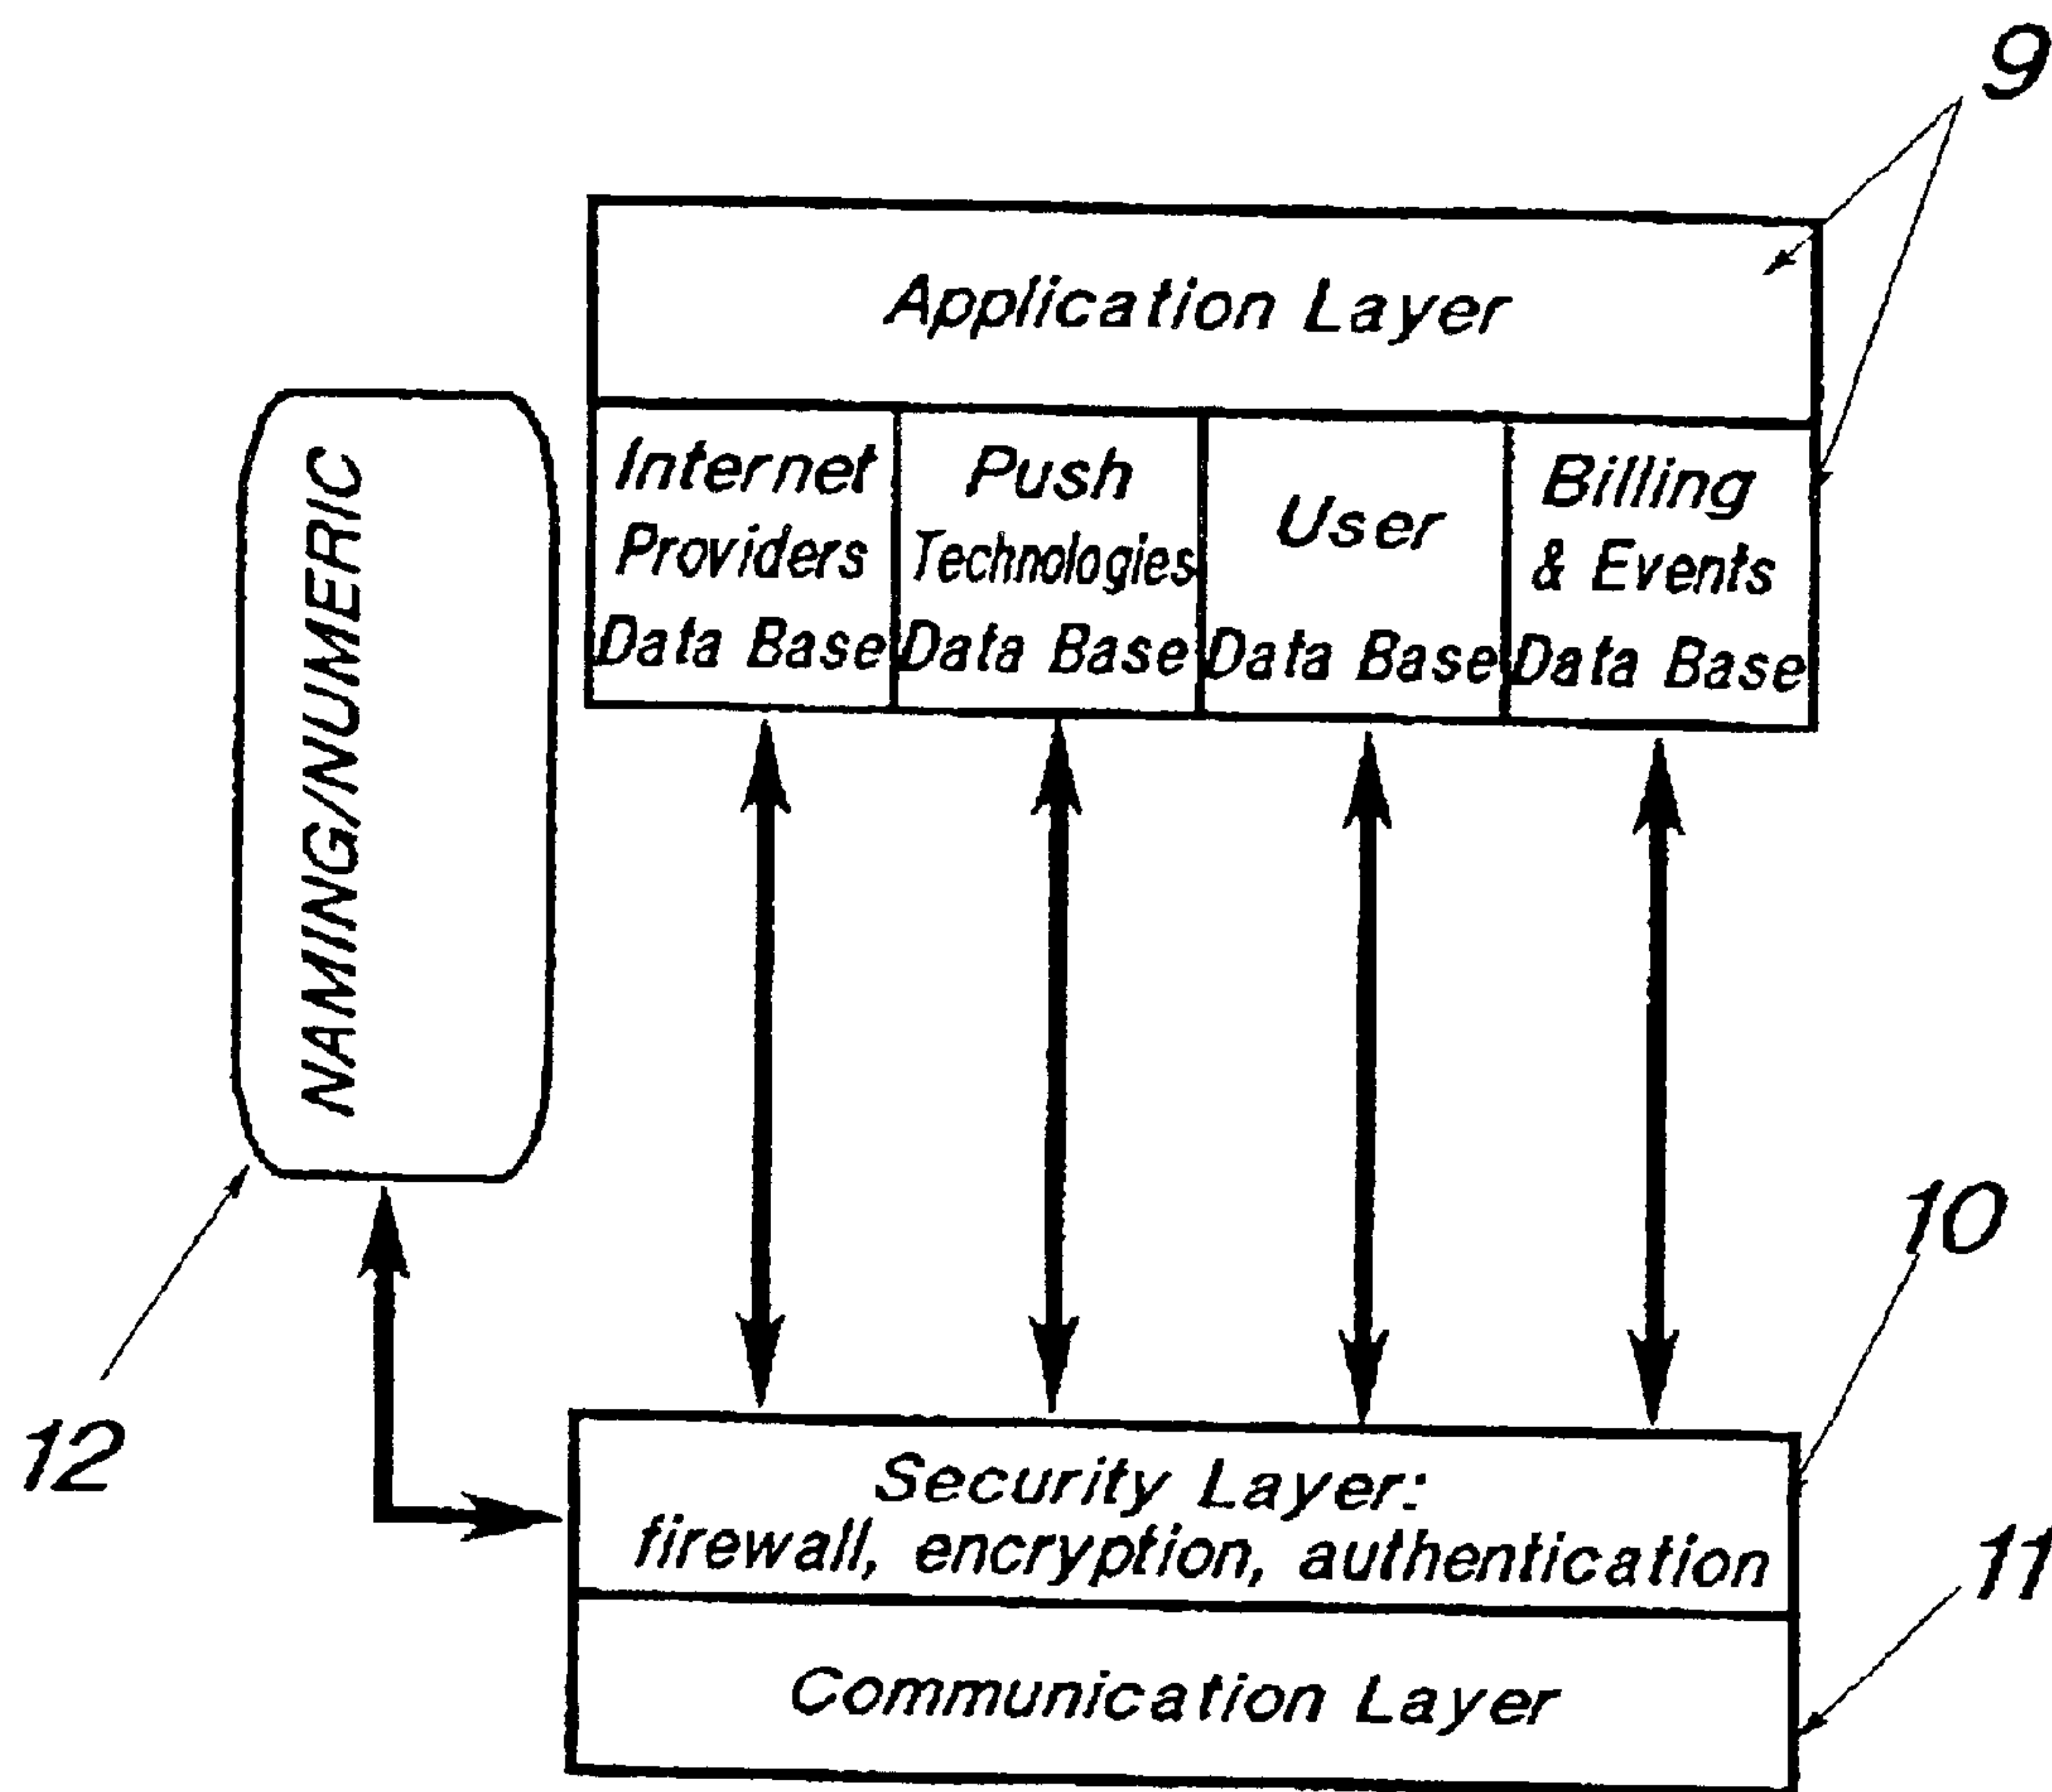 9
Application Layer
Internet
Providers
Data Base
Push
Technologies
Data Base
User
Data Base
Billing
& Events
Data Base
NAMING/NUMERIC
10
12
Security Layer:
firewall, encryption, authentication
11
Communication Layer